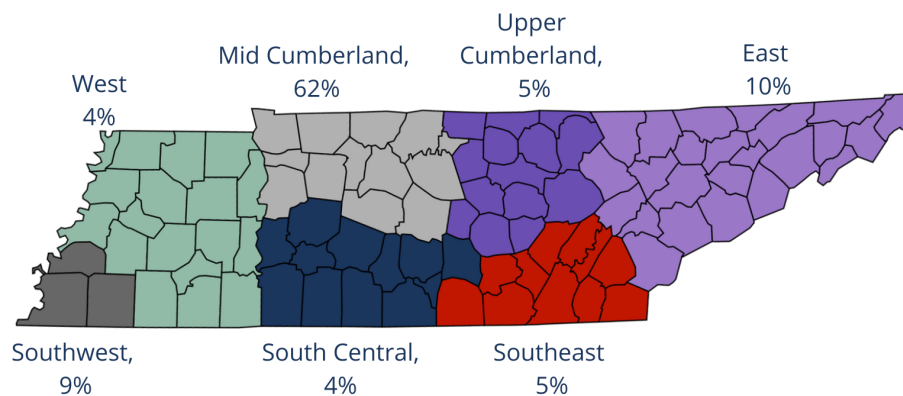 West
4%
Mid Cumberland,
62%
Upper
Cumberland,
5%
East
10%
Southwest,
9%
South Central,
4%
Southeast
5%